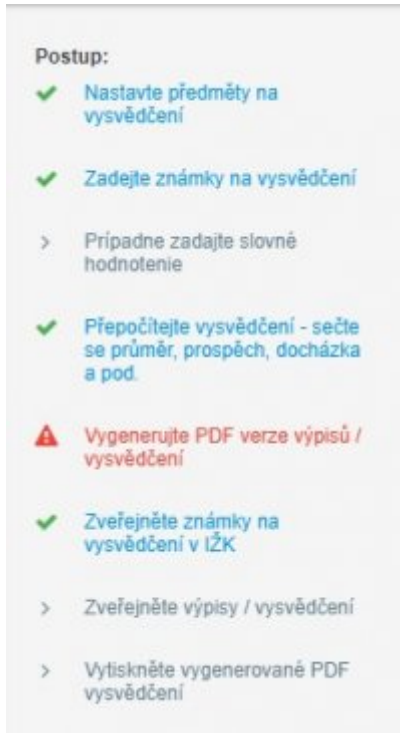 Postup:
Nastavte předměty na
vysvědčení
Zadejte známky na vysvědčení
Prípadne zadajte slovné
hodnotenie
Přepočítejte vysvědčení - sečte
se průměr, prospěch, docházka
a pod.
Vygenerujte PDF verze výpisů /
vysvědčení
Zveřejněte známky na
vysvědčení v IŽK
Zveřejněte výpisy / vysvědčení
Vytiskněte vygenerované PDF
vysvědčení